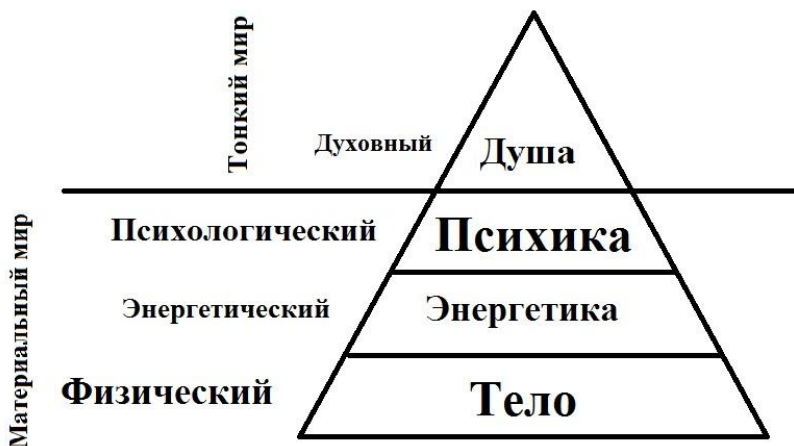 Тонкий мир
Духовный
Душа
Материальный мир
Психологический
Психика
Энергетический
Энергетика
Физический
Тело